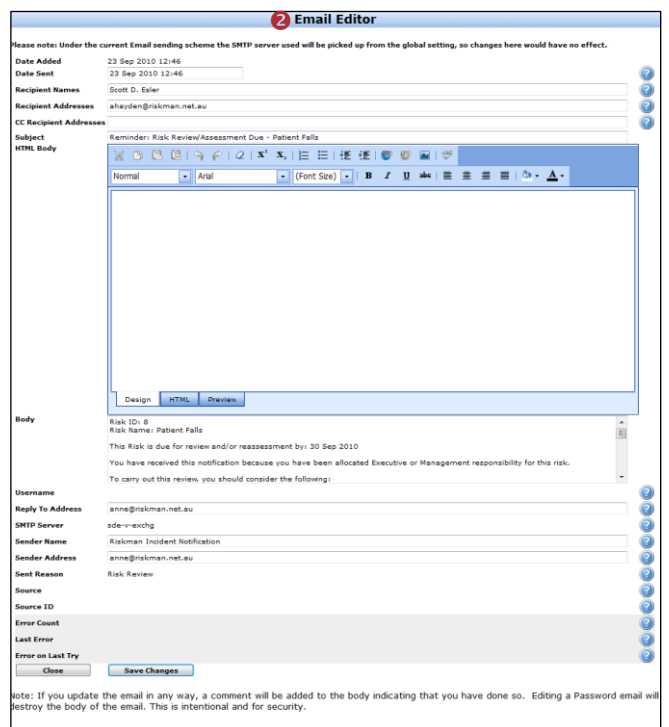 2 Email Editor
Please note: Under the current Email sending scheme the SMTP server used will be picked up from the global setting, so changes here would have no effect.
Date Added 23 Sep 2010 12:46
Date Sent 23 Sep 2010 12:46
Recipient Names Scott D. Esler
Recipient Addresses ahayden@riskman.net.au
CC Recipient Addresses
Subject Reminder: Risk Review/Assessment Due - Patient Falls
HTML Body
Normal Arial (Font Size) B I U abc A
Design HTML Preview
Body Risk ID: 8
Risk Name: Patient Falls
This Risk is due for review and/or reassessment by: 30 Sep 2010
You have received this notification because you have been allocated Executive or Management responsibility for this risk.
To carry out this review, you should consider the following:
Username
Reply To Address anne@riskman.net.au
SMTP Server sde-v-exchg
Sender Name Riskman Incident Notification
Sender Address anne@riskman.net.au
Sent Reason Risk Review
Source
Source ID
Error Count
Last Error
Error on Last Try
Close Save Changes
Note: If you update the email in any way, a comment will be added to the body indicating that you have done so. Editing a Password email will
destroy the body of the email. This is intentional and for security.